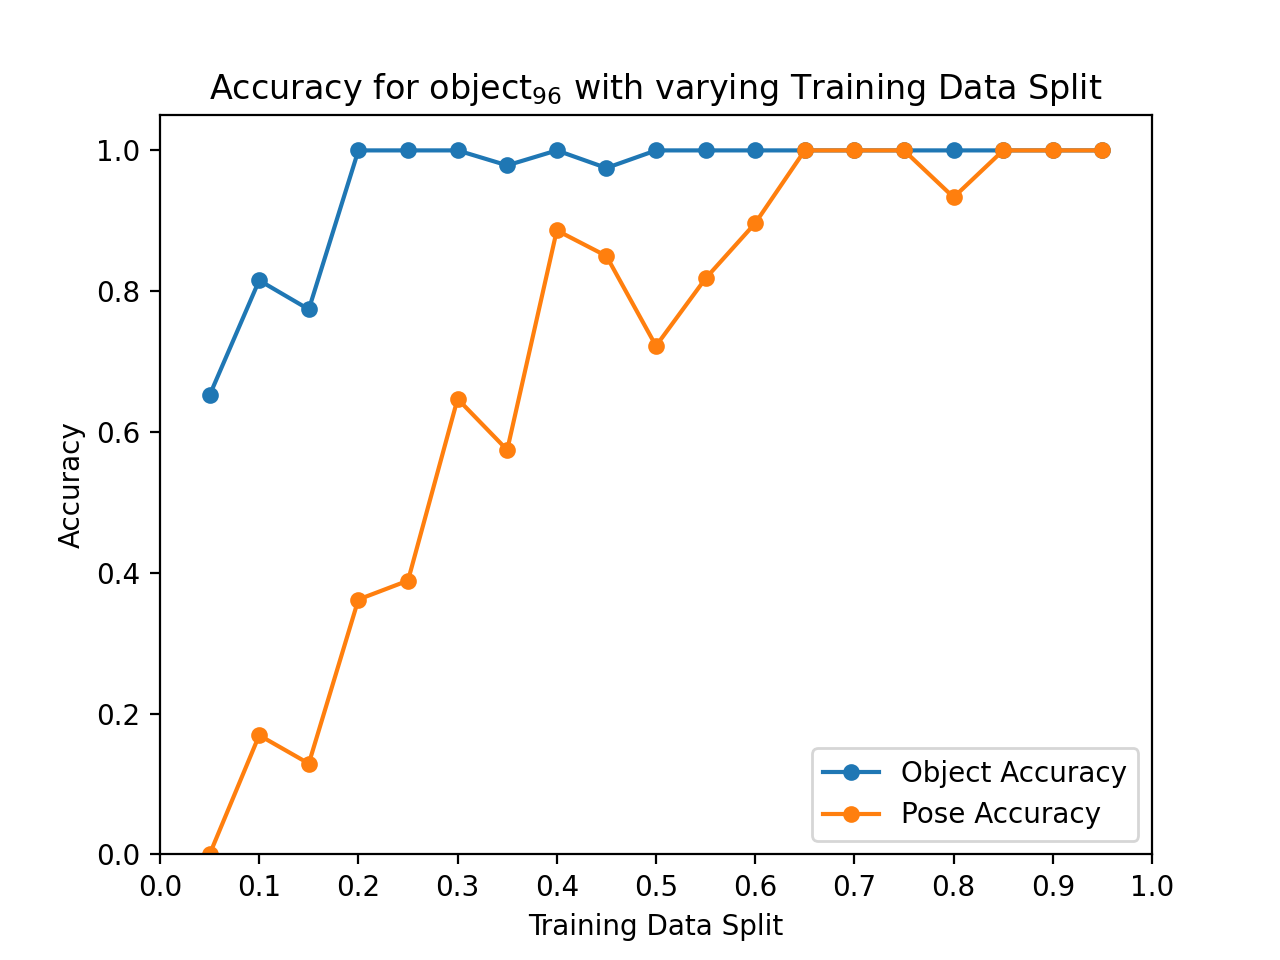 Accuracy for object₉₆ with varying Training Data Split
1.0
0.8
0.6
0.4
0.2
0.0
Accuracy
Object Accuracy
Pose Accuracy
0.0 0.1 0.2 0.3 0.4 0.5 0.6 0.7 0.8 0.9 1.0
Training Data Split